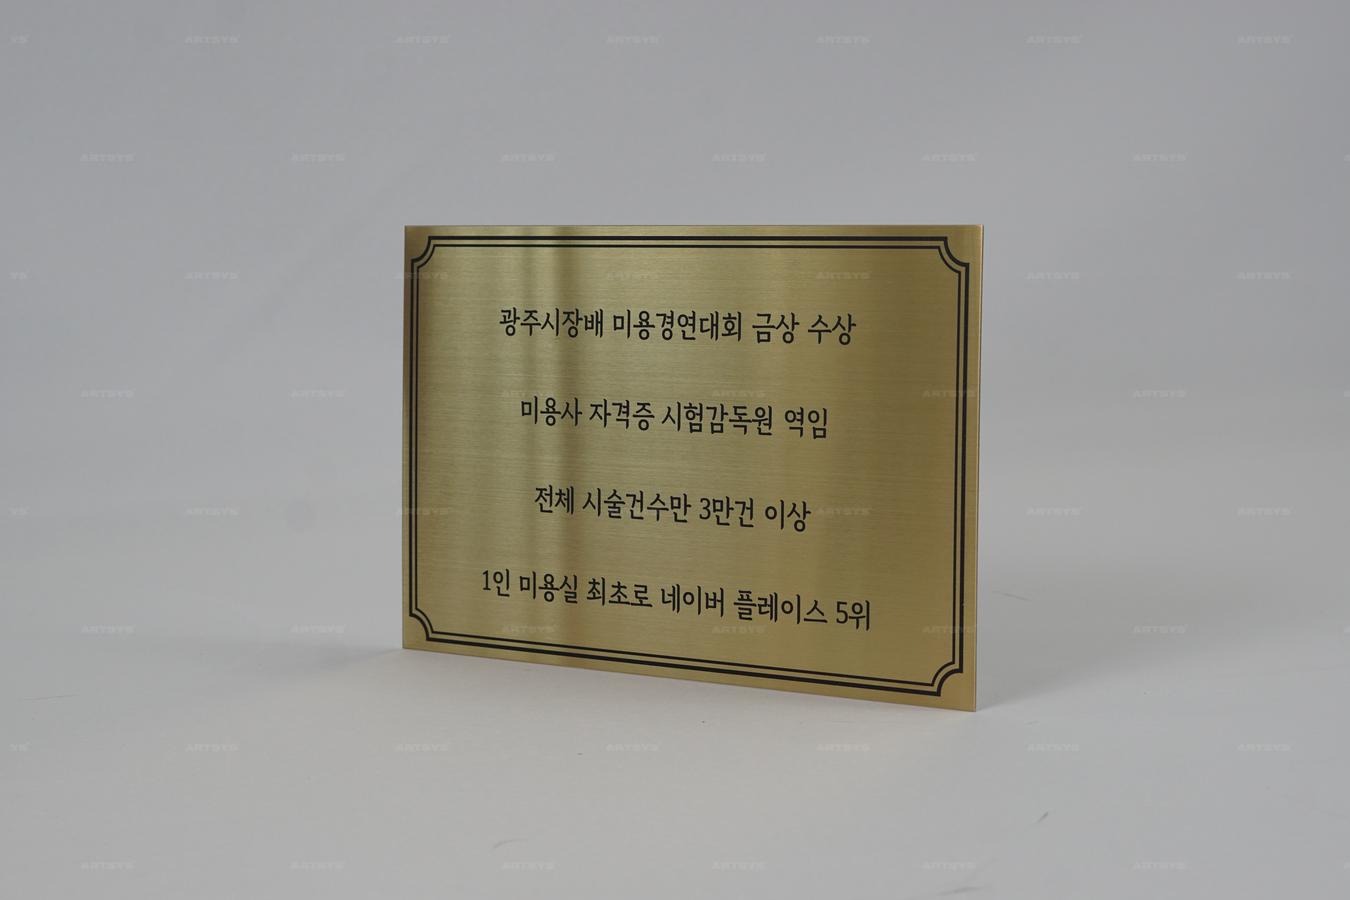 광주시장배 미용경연대회 금상 수상
미용사 자격증 시험감독원 역임
전체 시술건수만 3만건 이상
1인 미용실 최초로 네이버 플레이스 5위
ARTSYS